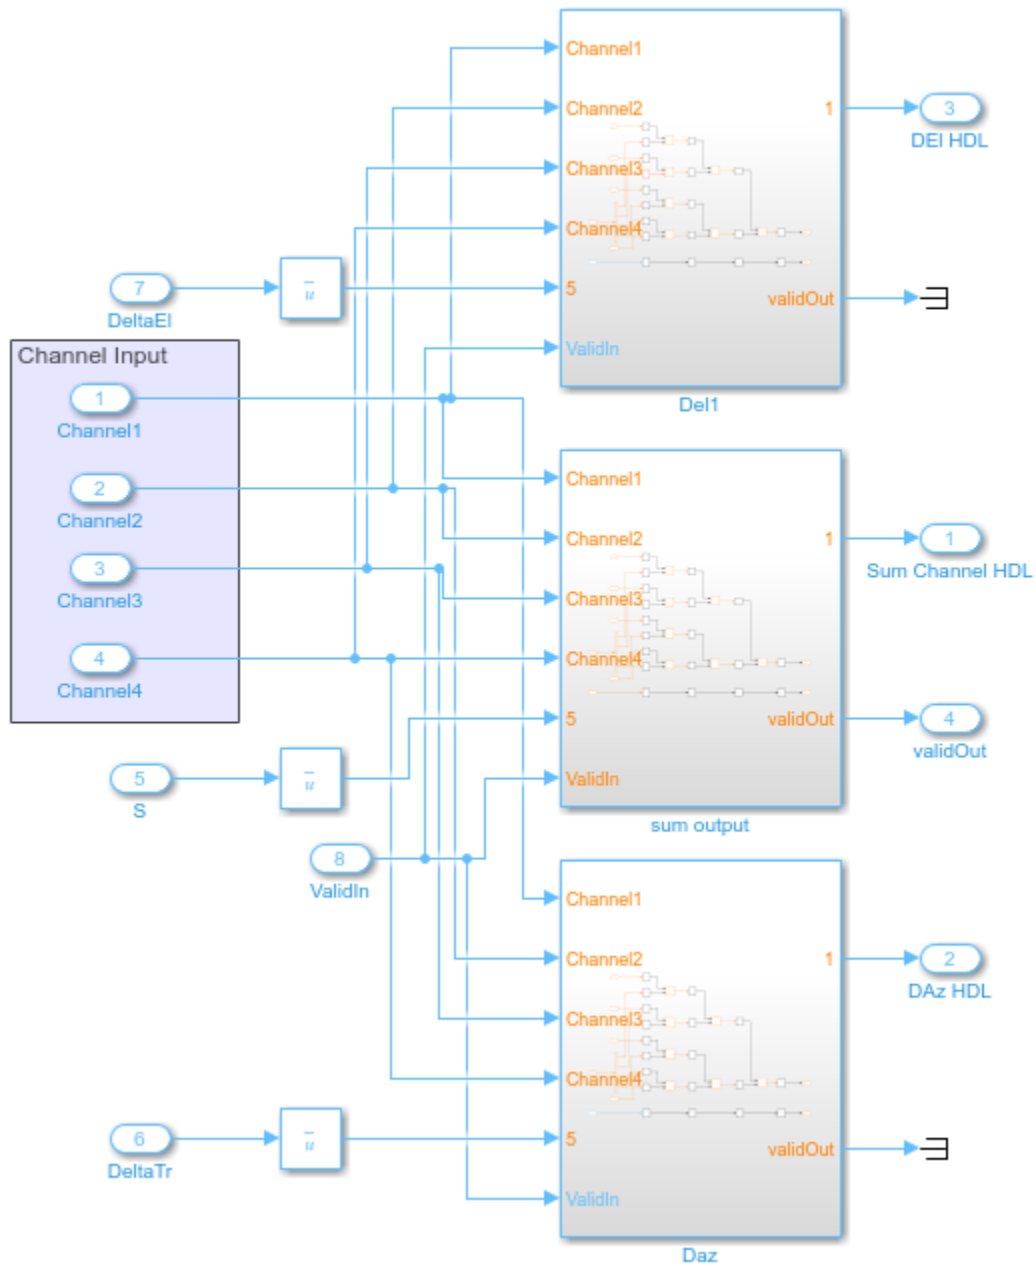 Channel1
Channel2
Channel3
Channel4
5
ValidIn
1
validOut
Del1
3
DEl HDL
7
DeltaEl
u
Channel Input
1
Channel1
2
Channel2
3
Channel3
4
Channel4
Channel1
Channel2
Channel3
Channel4
5
ValidIn
1
validOut
sum output
1
Sum Channel HDL
4
validOut
5
S
u
8
ValidIn
Channel1
Channel2
Channel3
Channel4
5
ValidIn
1
validOut
Daz
2
DAz HDL
6
DeltaTr
u